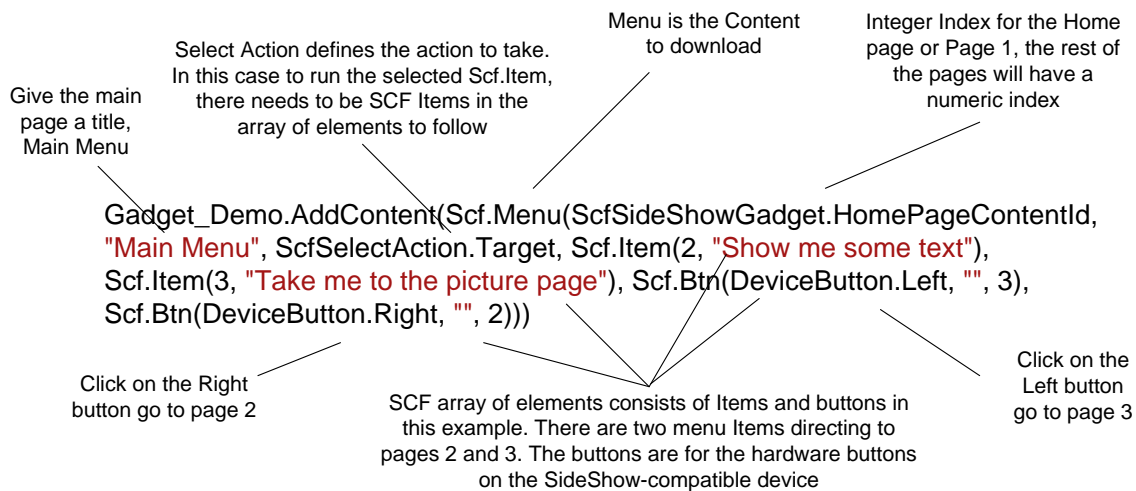 Give the main
page a title,
Main Menu
Select Action defines the action to take.
In this case to run the selected Scf.Item,
there needs to be SCF Items in the
array of elements to follow
Menu is the Content
to download
Integer Index for the Home
page or Page 1, the rest of
the pages will have a
numeric index
Gadget_Demo.AddContent(Scf.Menu(ScfSideShowGadget.HomePageContentId,
"Main Menu", ScfSelectAction.Target, Scf.Item(2, "Show me some text"),
Scf.Item(3, "Take me to the picture page"), Scf.Btn(DeviceButton.Left, "", 3),
Scf.Btn(DeviceButton.Right, "", 2)))
Click on the Right
button go to page 2
SCF array of elements consists of Items and buttons in
this example. There are two menu Items directing to
pages 2 and 3. The buttons are for the hardware buttons
on the SideShow-compatible device
Click on the
Left button
go to page 3